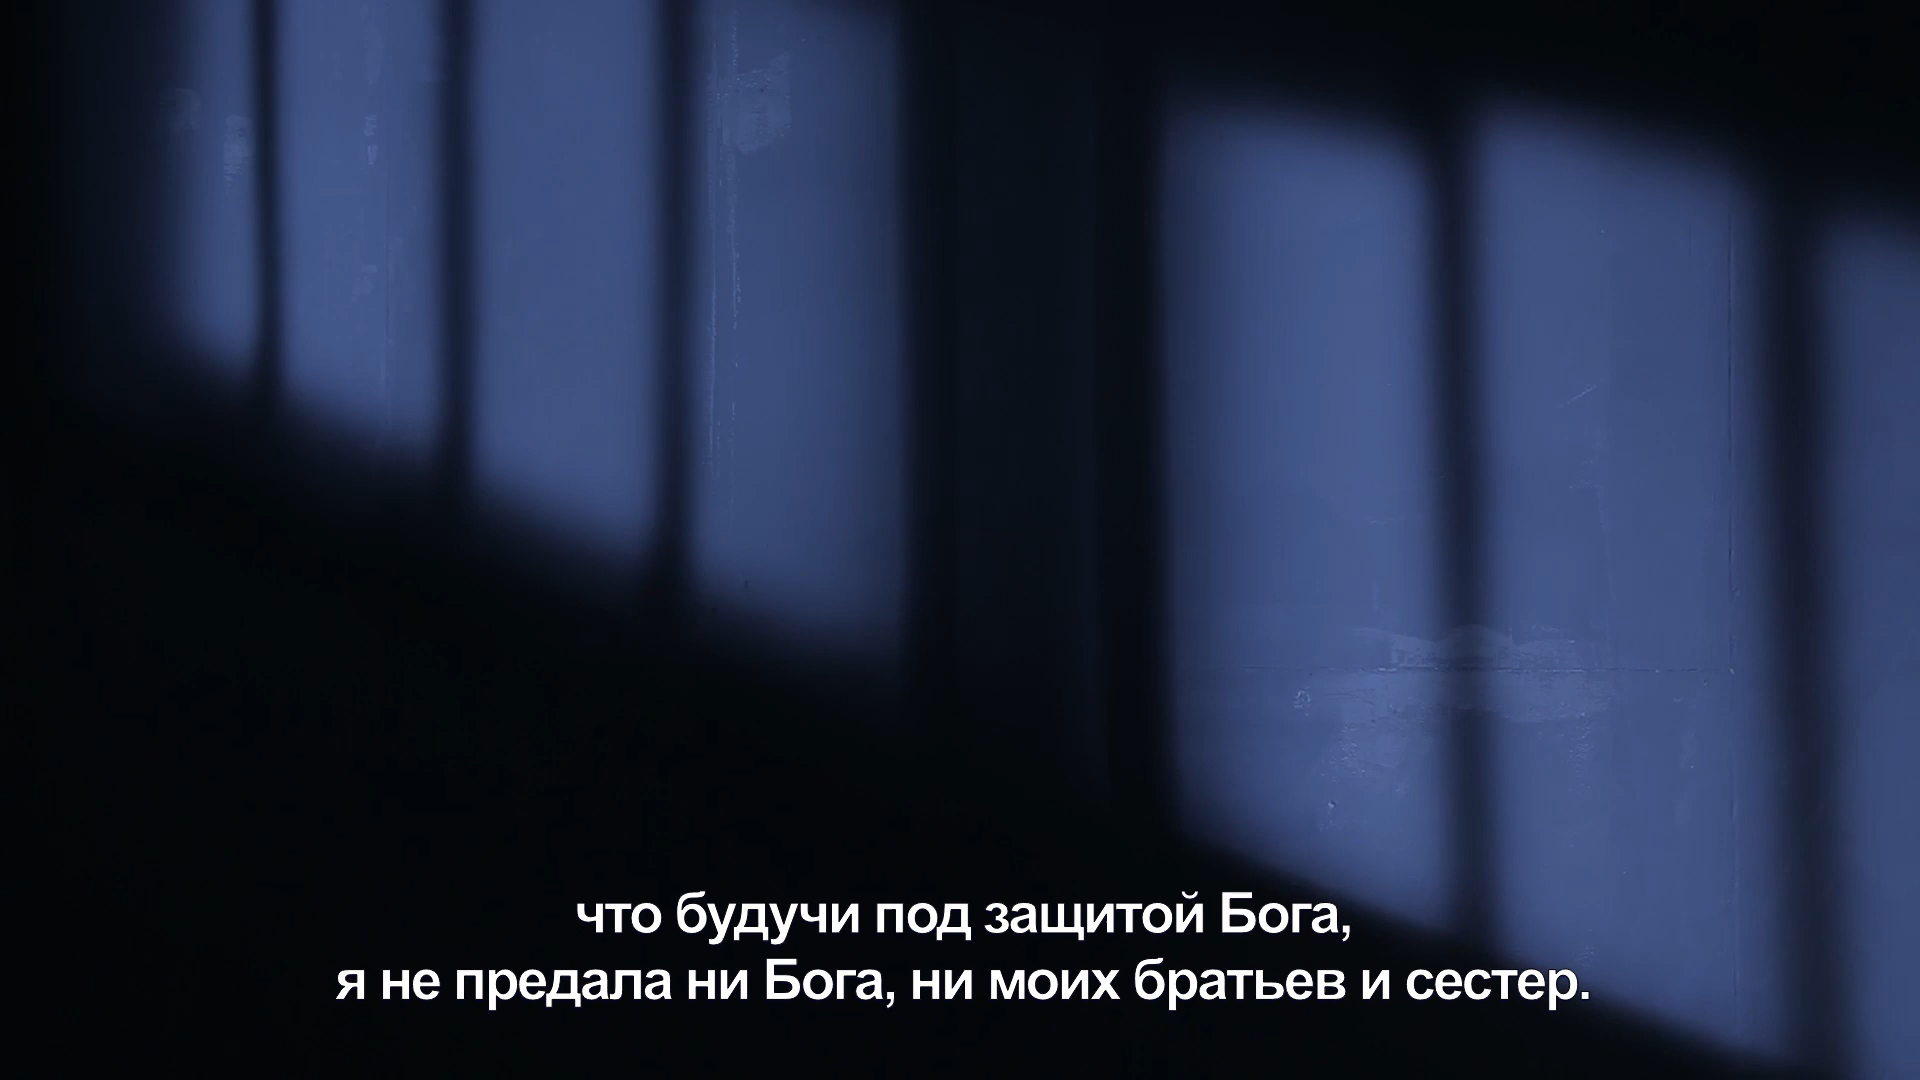 что будучи под защитой Бога,
я не предала ни Бога, ни моих братьев и сестер.